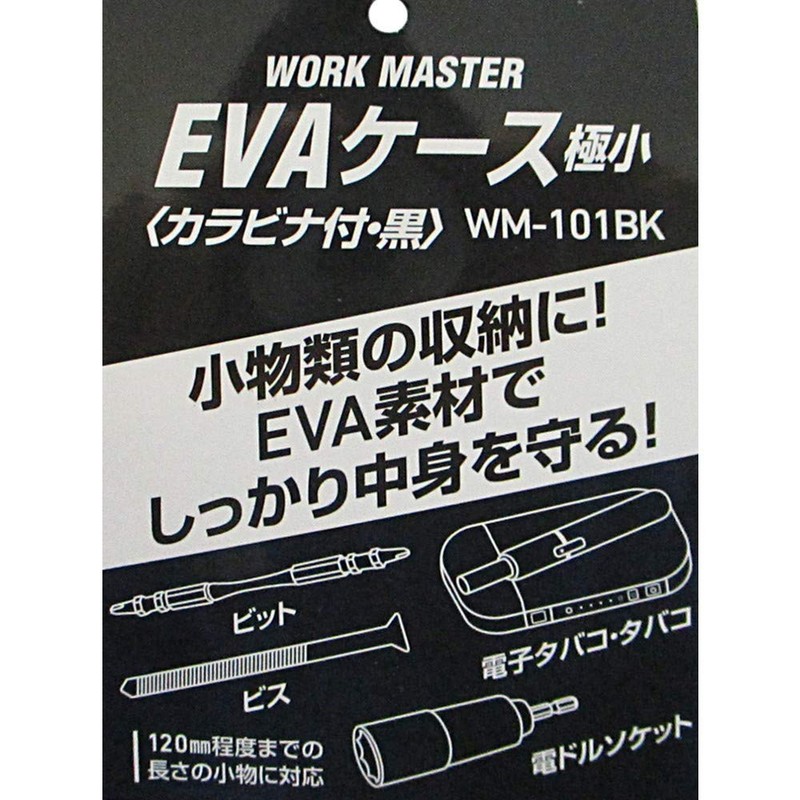 WORK MASTER
EVAケース極小
〈カラビナ付・黒〉 WM-101BK
小物類の収納に!
EVA素材で
しっかり中身を守る!
ビット
電子タバコ・タバコ
ビス
120㎜程度までの
長さの小物に対応
電ドルソケット